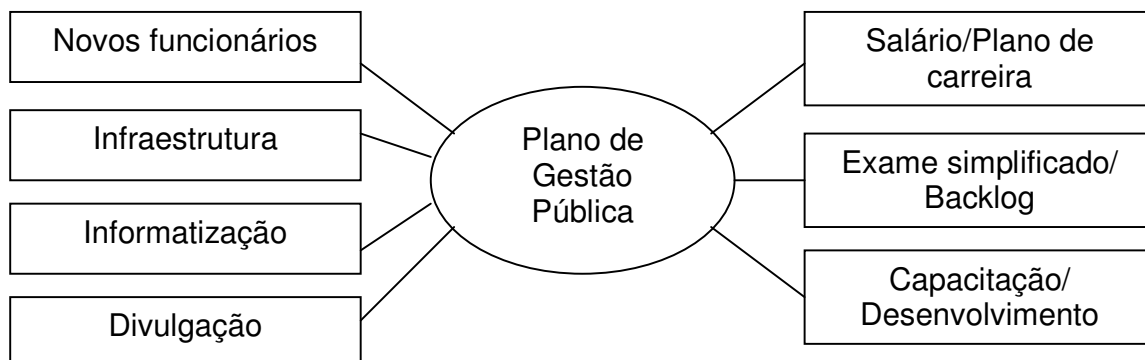 Novos funcionários
Infraestrutura
Informatização
Divulgação
Plano de
Gestão
Pública
Salário/Plano de
carreira
Exame simplificado/
Backlog
Capacitação/
Desenvolvimento